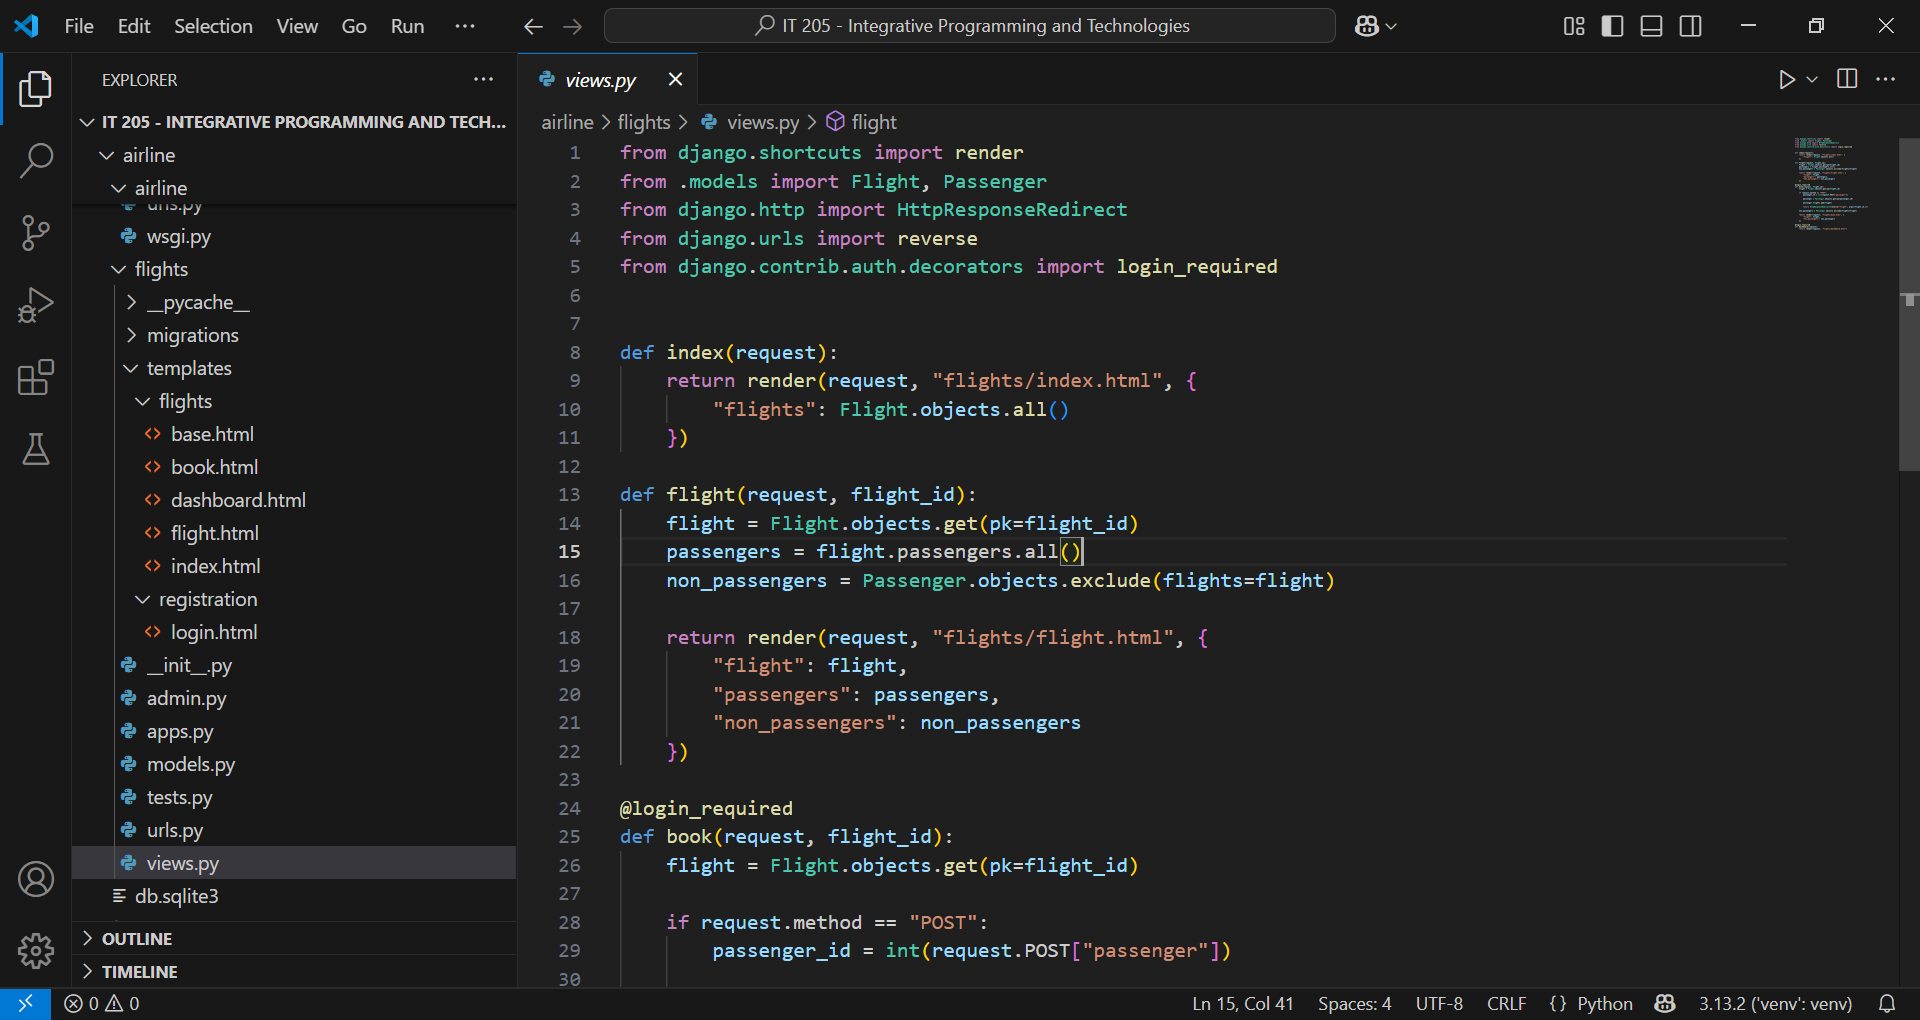 File Edit Selection View Go Run ··· IT 205 - Integrative Programming and Technologies
EXPLORER
IT 205 - INTEGRATIVE PROGRAMMING AND TECH...
airline
airline
urls.py
wsgi.py
flights
__pycache__
migrations
templates
flights
base.html
book.html
dashboard.html
flight.html
index.html
registration
login.html
__init__.py
admin.py
apps.py
models.py
tests.py
urls.py
views.py
db.sqlite3
OUTLINE
TIMELINE
views.py
airline > flights > views.py > flight
1 from django.shortcuts import render
2 from .models import Flight, Passenger
3 from django.http import HttpResponseRedirect
4 from django.urls import reverse
5 from django.contrib.auth.decorators import login_required
6
7
8 def index(request):
9     return render(request, "flights/index.html", {
10         "flights": Flight.objects.all()
11     })
12
13 def flight(request, flight_id):
14     flight = Flight.objects.get(pk=flight_id)
15     passengers = flight.passengers.all()
16     non_passengers = Passenger.objects.exclude(flights=flight)
17
18     return render(request, "flights/flight.html", {
19         "flight": flight,
20         "passengers": passengers,
21         "non_passengers": non_passengers
22     })
23
24 @login_required
25 def book(request, flight_id):
26     flight = Flight.objects.get(pk=flight_id)
27
28     if request.method == "POST":
29         passenger_id = int(request.POST["passenger"])
30
0 0 Ln 15, Col 41 Spaces: 4 UTF-8 CRLF {} Python 3.13.2 ('venv': venv)